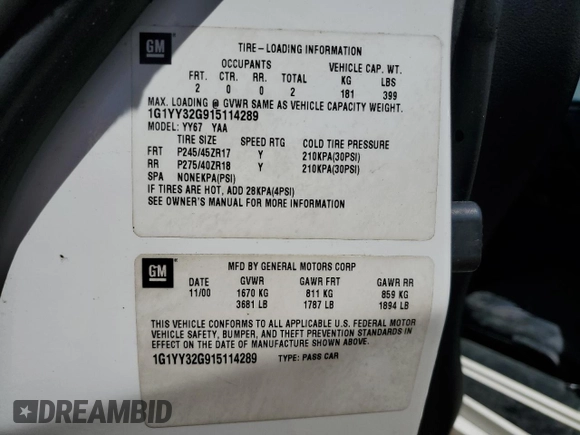 GM
TIRE-LOADING INFORMATION
OCCUPANTS VEHICLE CAP. WT.
FRT. CTR. RR. TOTAL KG LBS
2 0 0 2 181 399
MAX. LOADING @ GVWR SAME AS VEHICLE CAPACITY WEIGHT.
1G1YY32G915114289
MODEL: YY67 YAA
TIRE SIZE SPEED RTG COLD TIRE PRESSURE
FRT P245/45ZR17 Y 210KPA(30PSI)
RR P275/40ZR18 Y 210KPA(30PSI)
SPA NONEKPA(PSI)
IF TIRES ARE HOT, ADD 28KPA(4PSI)
SEE OWNER'S MANUAL FOR MORE INFORMATION
GM
MFD BY GENERAL MOTORS CORP
DATE GVWR GAWR FRT GAWR RR
11/00 1670 KG 811 KG 859 KG
3681 LB 1787 LB 1894 LB
THIS VEHICLE CONFORMS TO ALL APPLICABLE U.S. FEDERAL MOTOR
VEHICLE SAFETY, BUMPER, AND THEFT PREVENTION STANDARDS IN
EFFECT ON THE DATE OF MANUFACTURE SHOWN ABOVE.
1G1YY32G915114289 TYPE: PASS CAR
DREAMBID